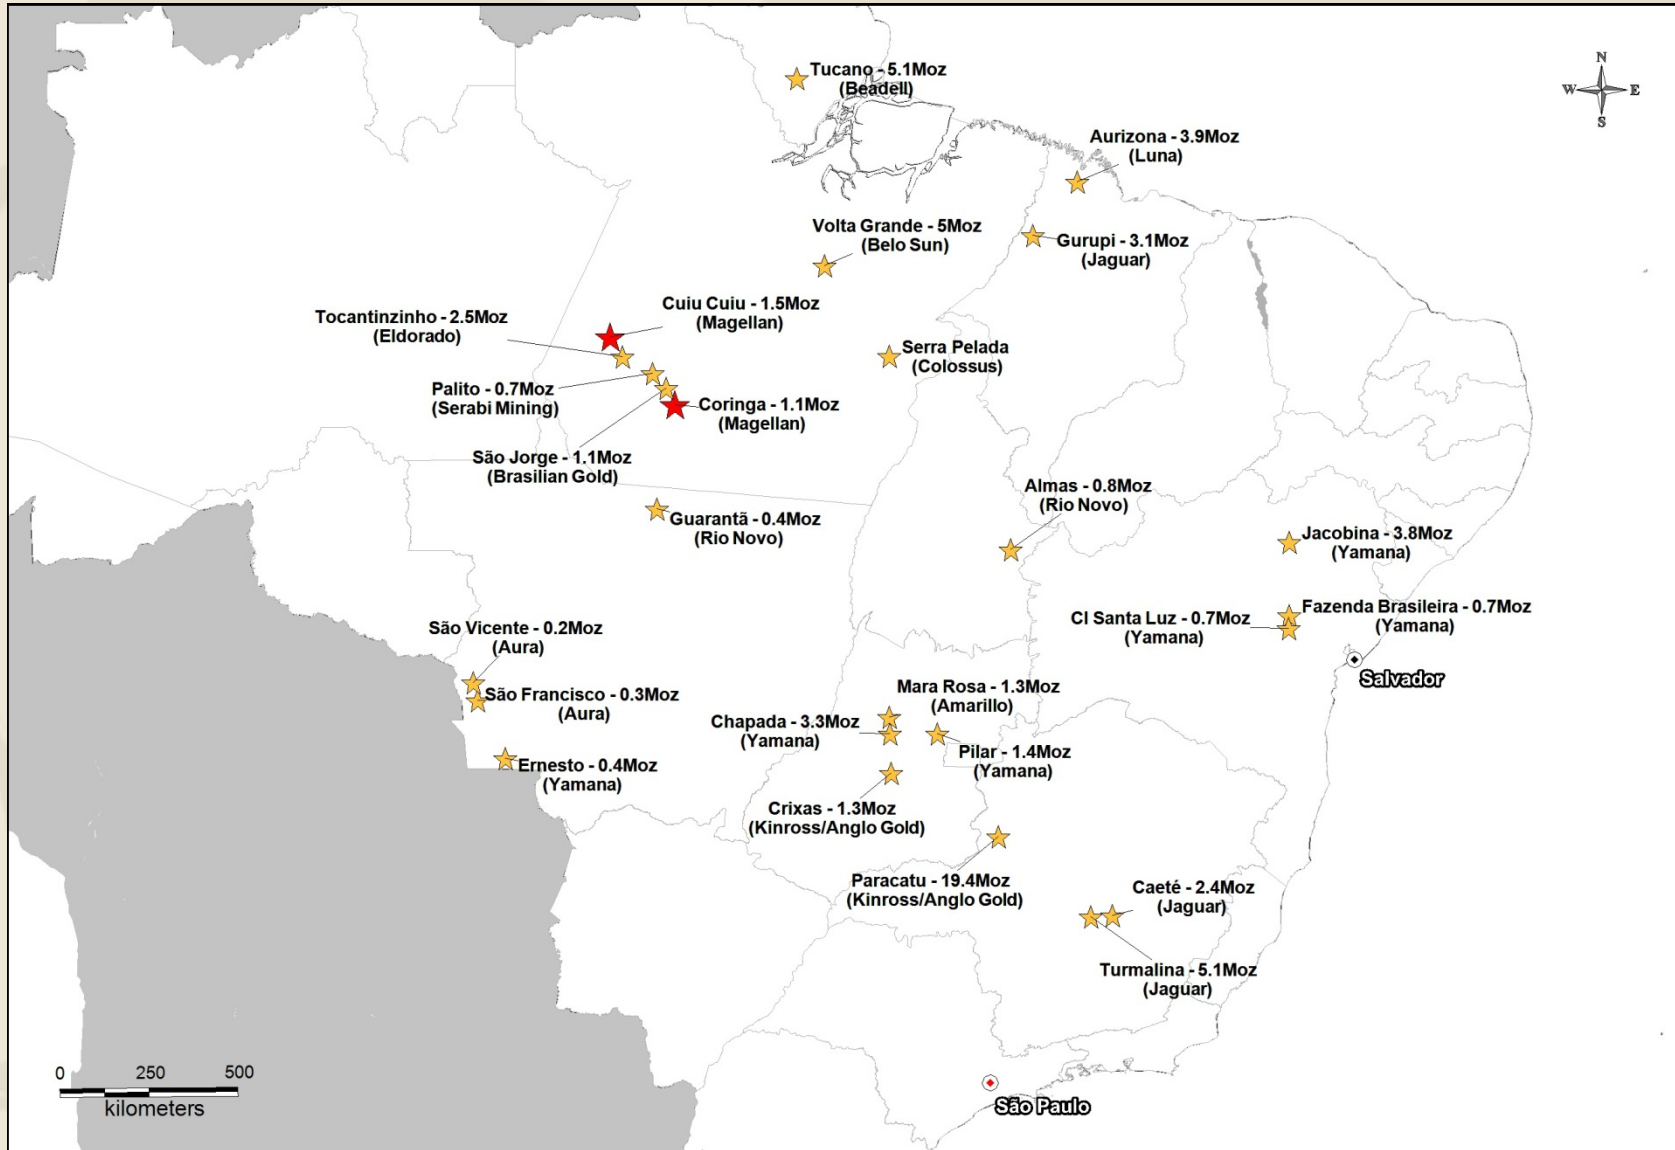 N
W E
S
Tucano - 5.1Moz
(Beadell)
Aurizona - 3.9Moz
(Luna)
Volta Grande - 5Moz
(Belo Sun)
Gurupi - 3.1Moz
(Jaguar)
Cuiu Cuiu - 1.5Moz
(Magellan)
Tocantinzinho - 2.5Moz
(Eldorado)
Serra Pelada
(Colossus)
Palito - 0.7Moz
(Serabi Mining)
Coringa - 1.1Moz
(Magellan)
São Jorge - 1.1Moz
(Brasilian Gold)
Almas - 0.8Moz
(Rio Novo)
Guarantã - 0.4Moz
(Rio Novo)
Jacobina - 3.8Moz
(Yamana)
Fazenda Brasileira - 0.7Moz
(Yamana)
CI Santa Luz - 0.7Moz
(Yamana)
São Vicente - 0.2Moz
(Aura)
Salvador
São Francisco - 0.3Moz
(Aura)
Mara Rosa - 1.3Moz
(Amarillo)
Chapada - 3.3Moz
(Yamana)
Pilar - 1.4Moz
(Yamana)
Ernesto - 0.4Moz
(Yamana)
Crixas - 1.3Moz
(Kinross/Anglo Gold)
Paracatu - 19.4Moz
(Kinross/Anglo Gold)
Caeté - 2.4Moz
(Jaguar)
Turmalina - 5.1Moz
(Jaguar)
0 250 500
kilometers
São Paulo